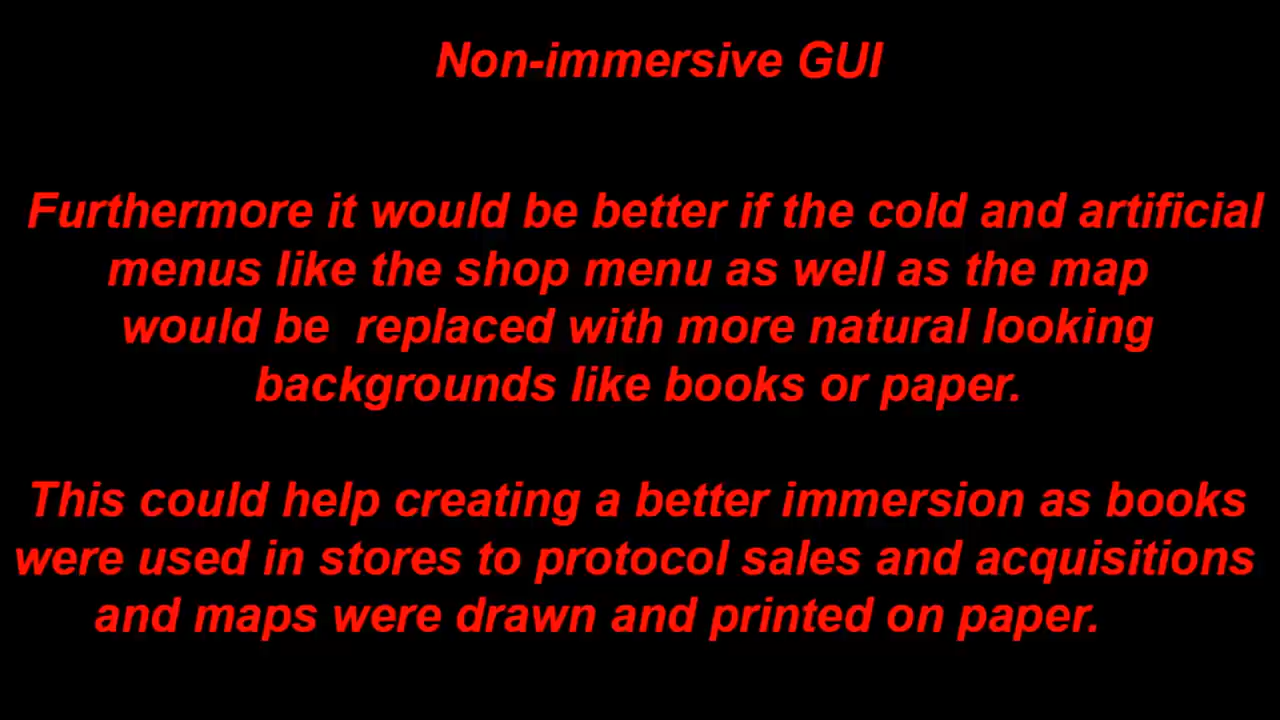 Non-immersive GUI
Furthermore it would be better if the cold and artificial
menus like the shop menu as well as the map
would be  replaced with more natural looking
backgrounds like books or paper.
This could help creating a better immersion as books
were used in stores to protocol sales and acquisitions
and maps were drawn and printed on paper.